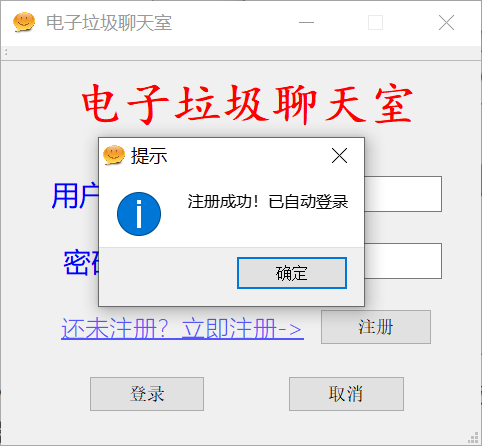 电子垃圾聊天室
电子垃圾聊天室
提示
注册成功！已自动登录
确定
用户
密码
还未注册？立即注册->
注册
登录
取消